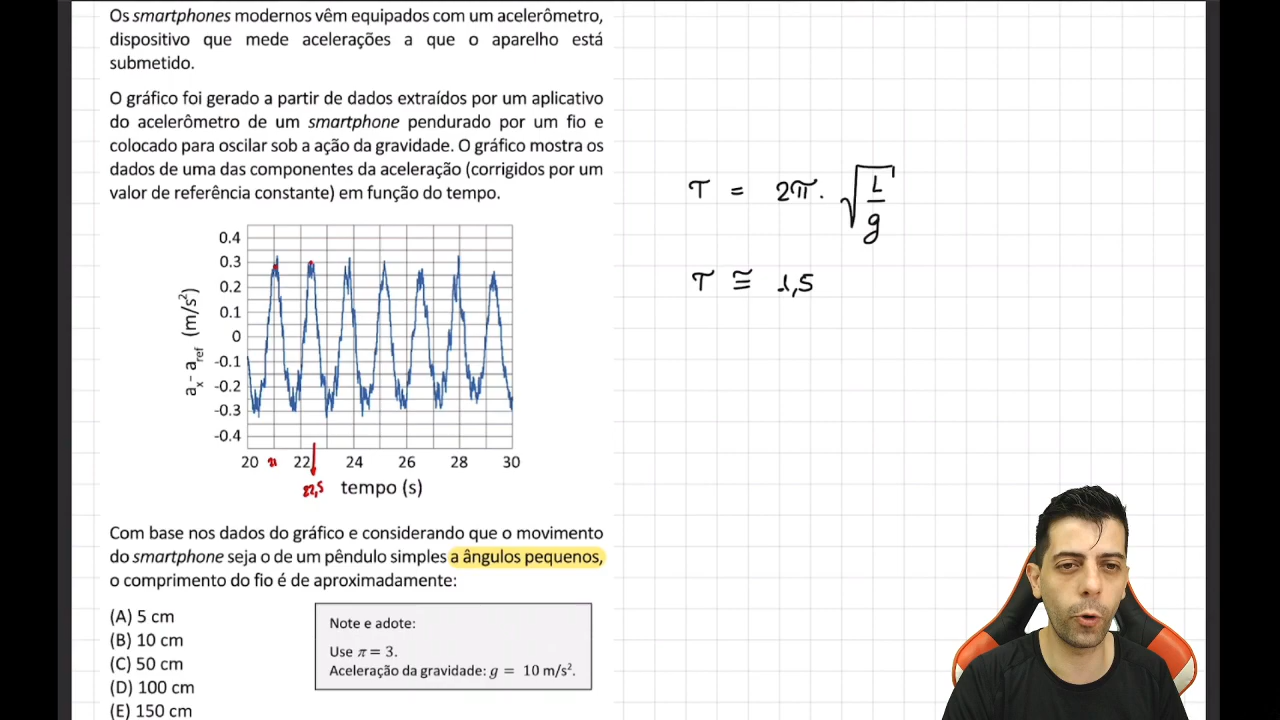 Os smartphones modernos vêm equipados com um acelerômetro,
dispositivo que mede acelerações a que o aparelho está
submetido.
O gráfico foi gerado a partir de dados extraídos por um aplicativo
do acelerômetro de um smartphone pendurado por um fio e
colocado para oscilar sob a ação da gravidade. O gráfico mostra os
dados de uma das componentes da aceleração (corrigidos por um
valor de referência constante) em função do tempo.
0.4
0.3
0.2
0.1
0
-0.1
-0.2
-0.3
-0.4
ax - aref (m/s²)
20 21 22 24 26 28 30
22,5
tempo (s)
Com base nos dados do gráfico e considerando que o movimento
do smartphone seja o de um pêndulo simples a ângulos pequenos,
o comprimento do fio é de aproximadamente:
(A) 5 cm
(B) 10 cm
(C) 50 cm
(D) 100 cm
(E) 150 cm
Note e adote:
Use π = 3.
Aceleração da gravidade: g = 10 m/s².
T = 2π . √L/g
T ≅ 1,5